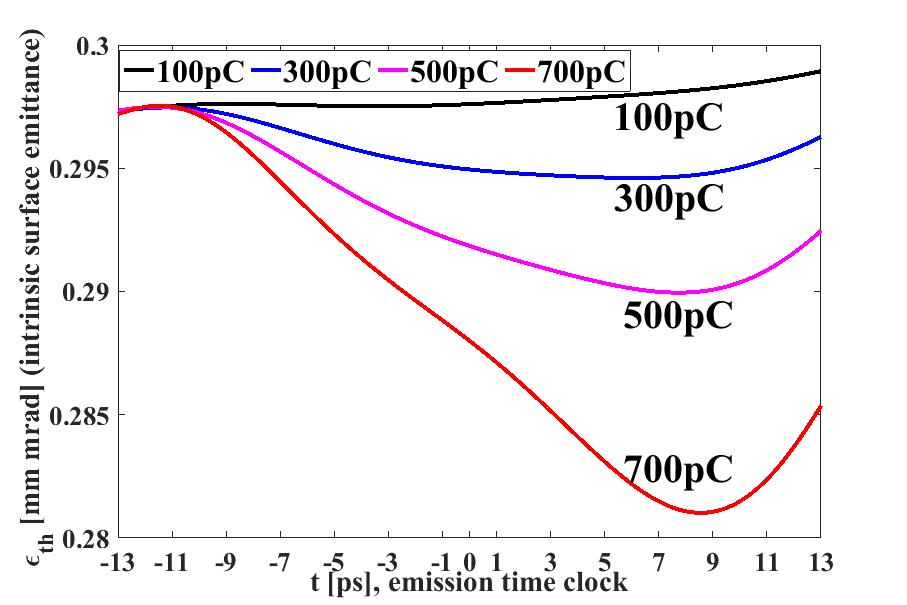 0.3
100pC 300pC 500pC 700pC
100pC
0.295
300pC
0.29
500pC
0.285
700pC
0.28
-13 -11 -9 -7 -5 -3 -1 0 1 3 5 7 9 11 13
t [ps], emission time clock
ϵth [mm mrad] (intrinsic surface emittance)